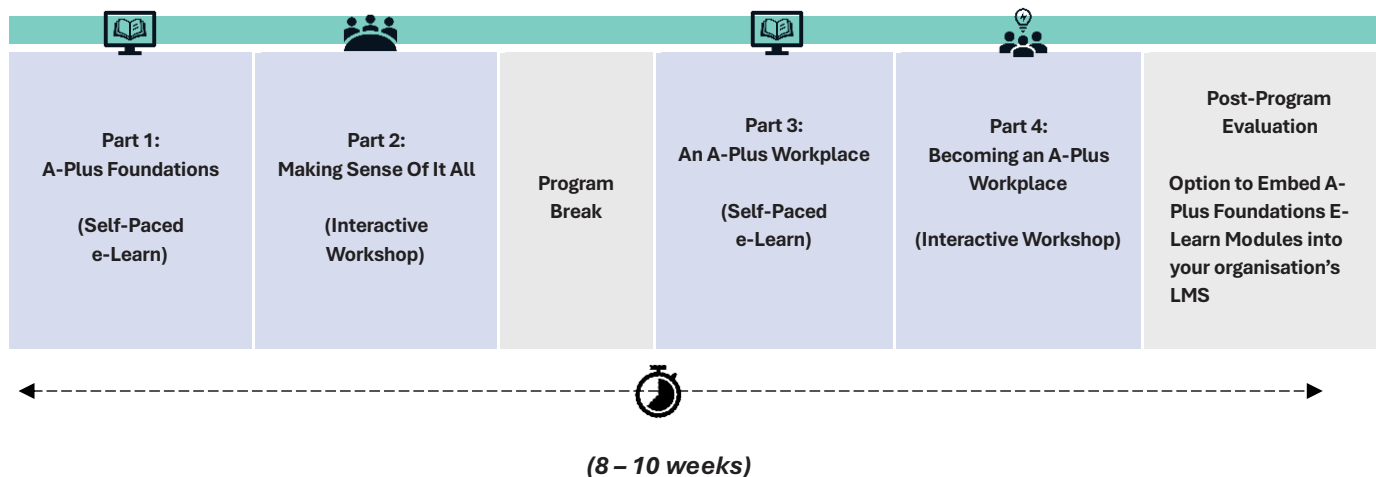 Part 1:
A-Plus Foundations
(Self-Paced
e-Learn)
Part 2:
Making Sense Of It All
(Interactive
Workshop)
Program
Break
Part 3:
An A-Plus Workplace
(Self-Paced
e-Learn)
Part 4:
Becoming an A-Plus
Workplace
(Interactive Workshop)
Post-Program
Evaluation
Option to Embed A-
Plus Foundations E-
Learn Modules into
your organisation's
LMS
(8 – 10 weeks)